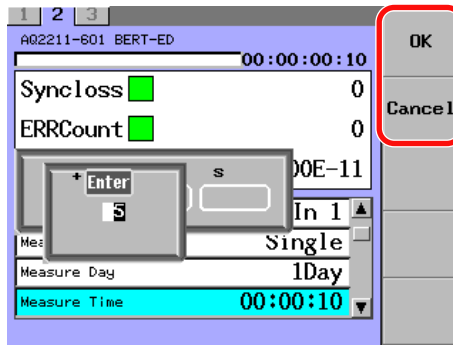 1 2 3
AQ2211-601 BERT-ED
00:00:00:10
Syncloss 0
ERRCount 0
00E-11
+ Enter
s
5
In 1
Mea Single
Measure Day 1Day
Measure Time 00:00:10
OK
Cancel